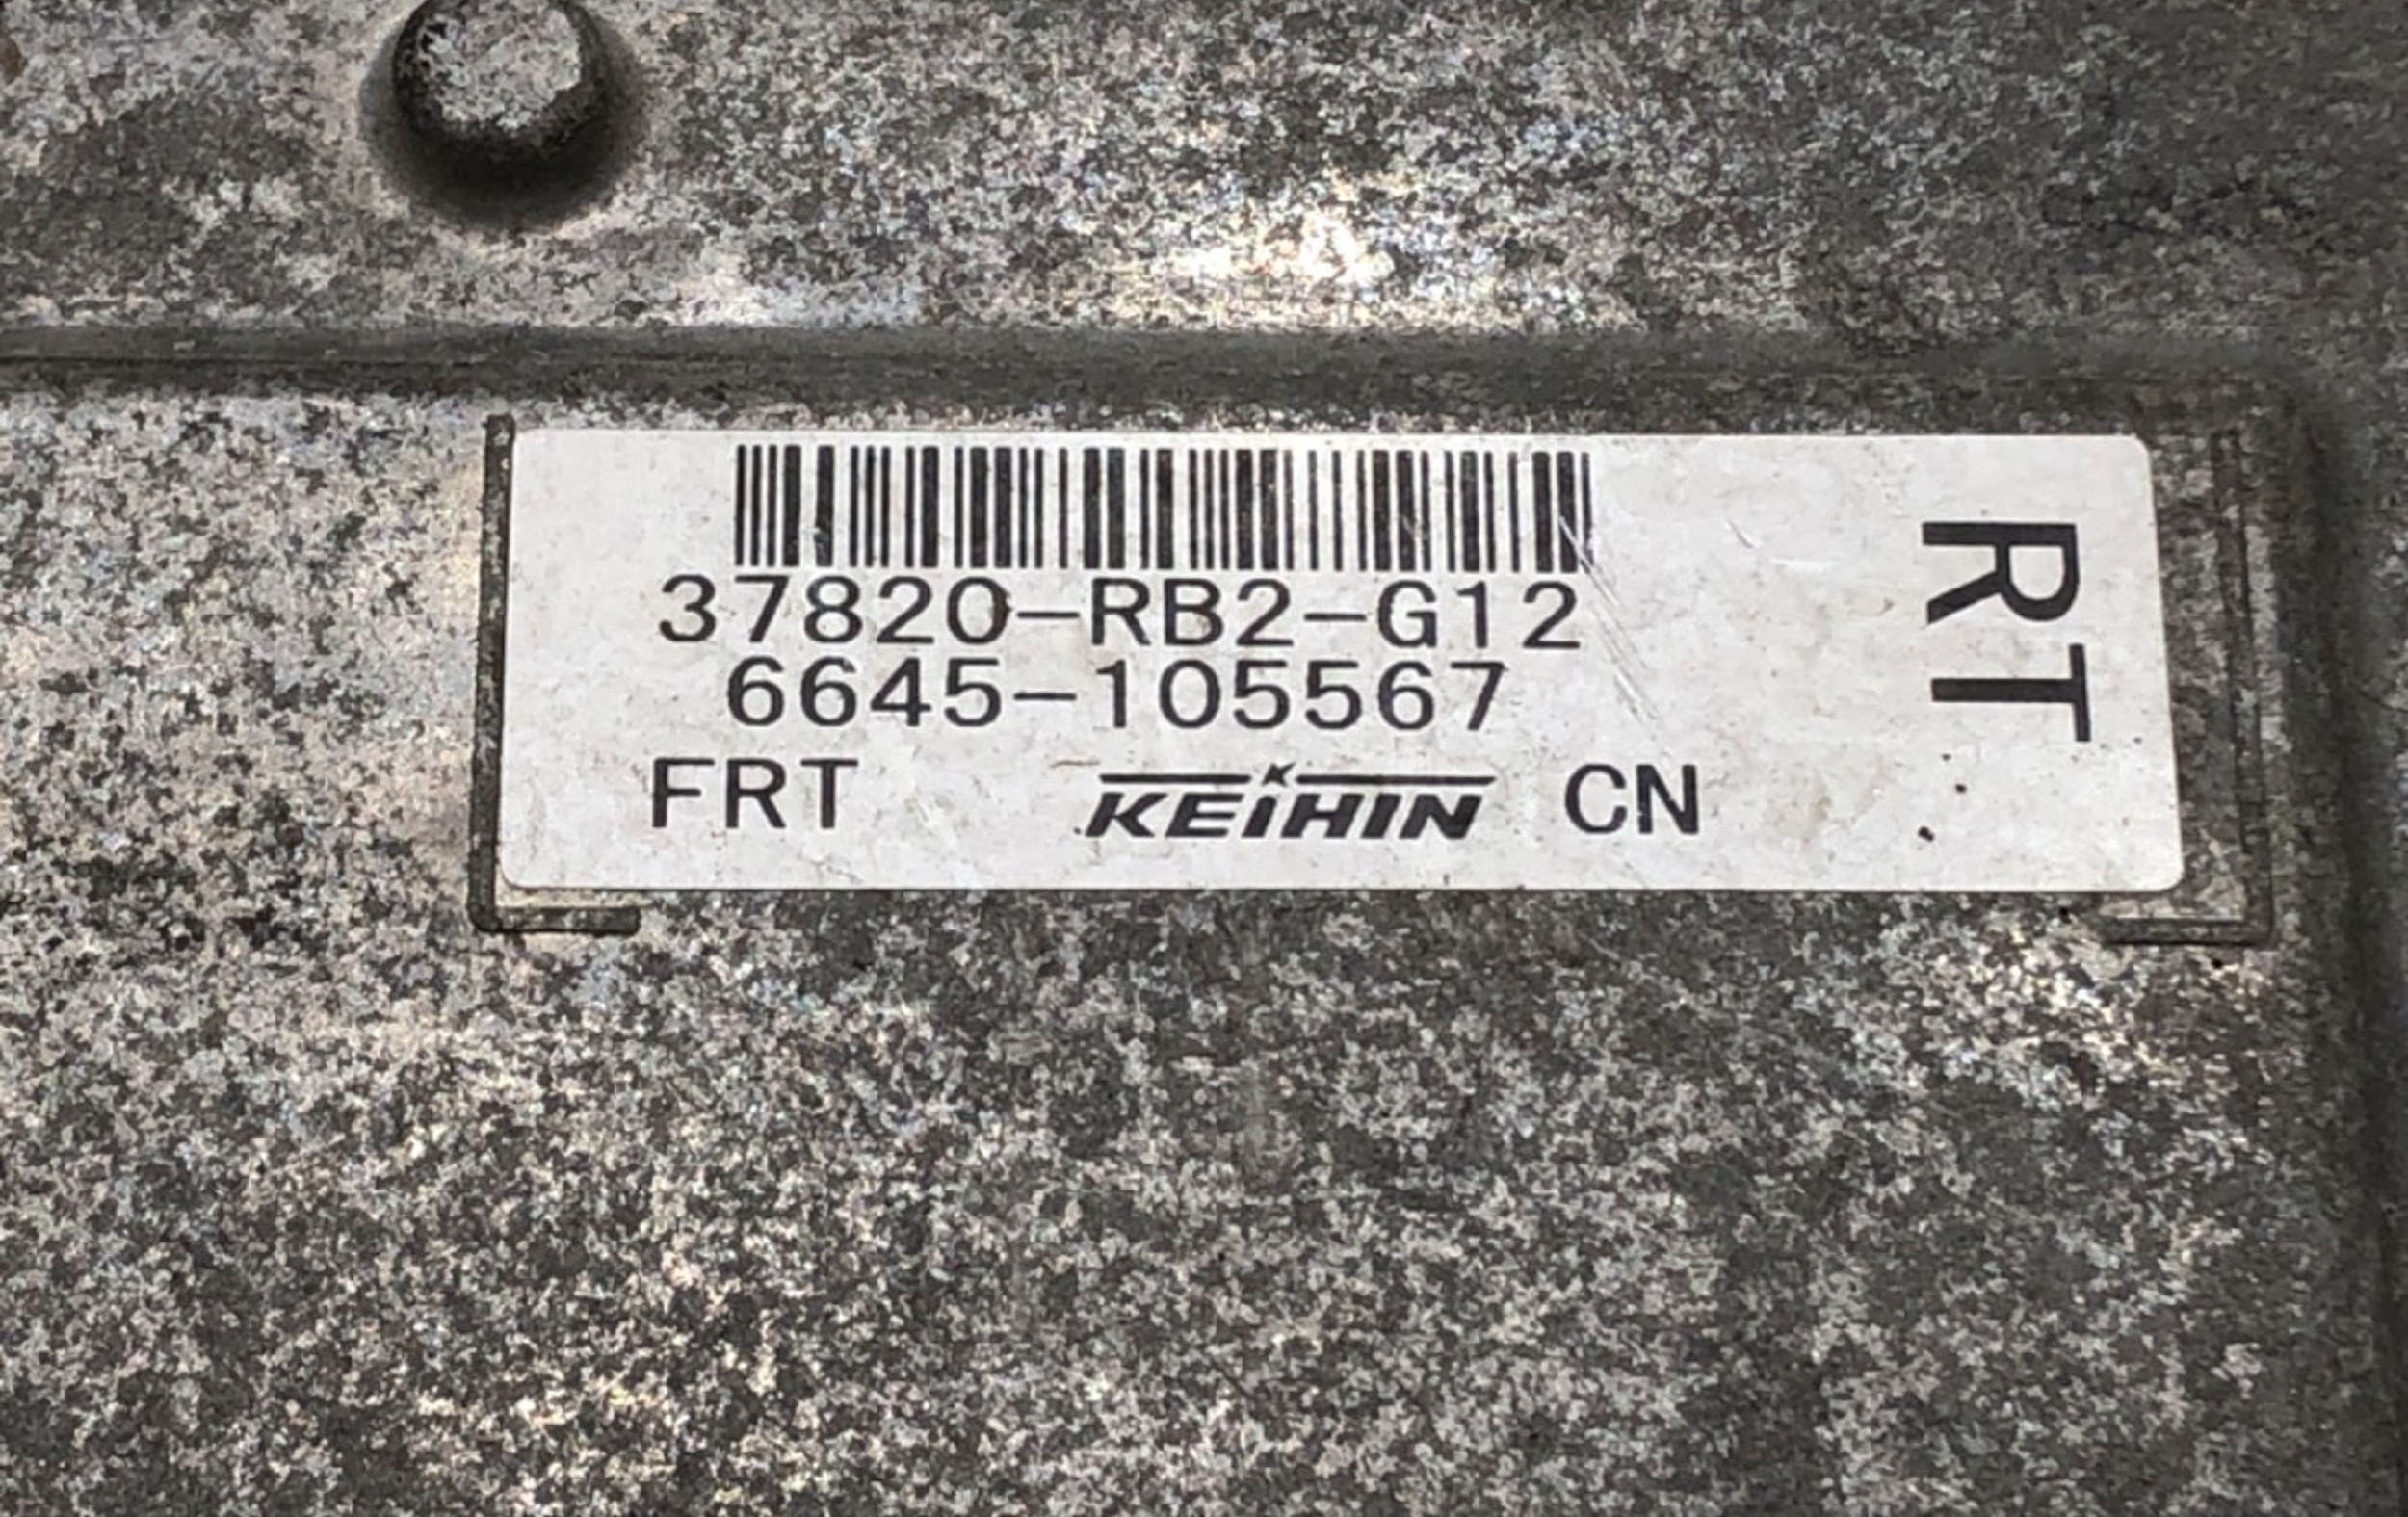 37820-RB2-G12
6645-105567
FRT KEIHIN CN
RT